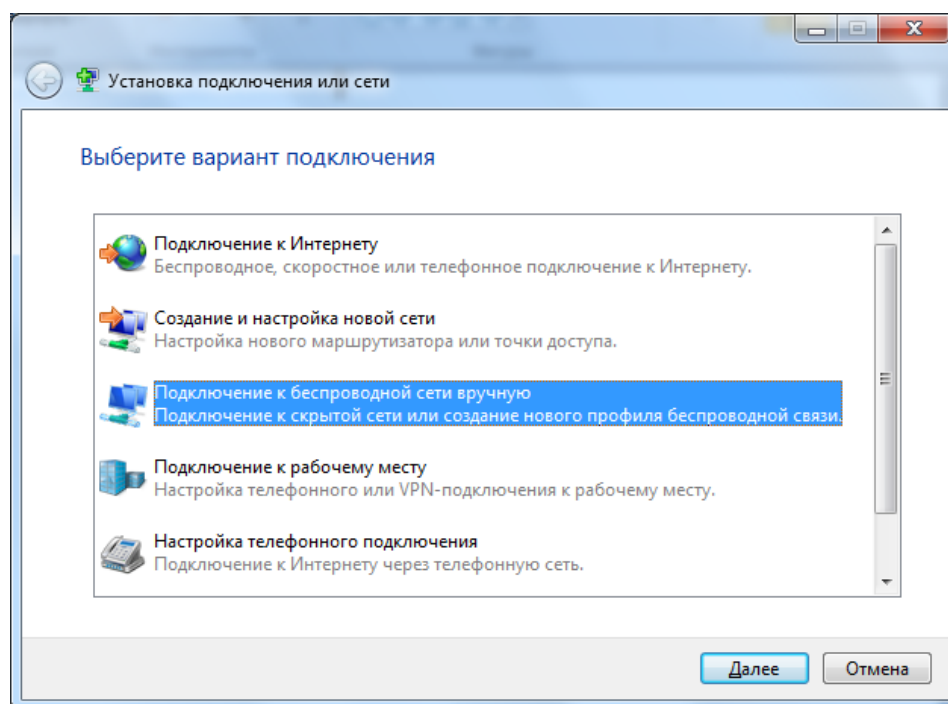 Установка подключения или сети
Выберите вариант подключения
Подключение к Интернету
Беспроводное, скоростное или телефонное подключение к Интернету.
Создание и настройка новой сети
Настройка нового маршрутизатора или точки доступа.
Подключение к беспроводной сети вручную
Подключение к скрытой сети или создание нового профиля беспроводной связи.
Подключение к рабочему месту
Настройка телефонного или VPN-подключения к рабочему месту.
Настройка телефонного подключения
Подключение к Интернету через телефонную сеть.
Далее Отмена